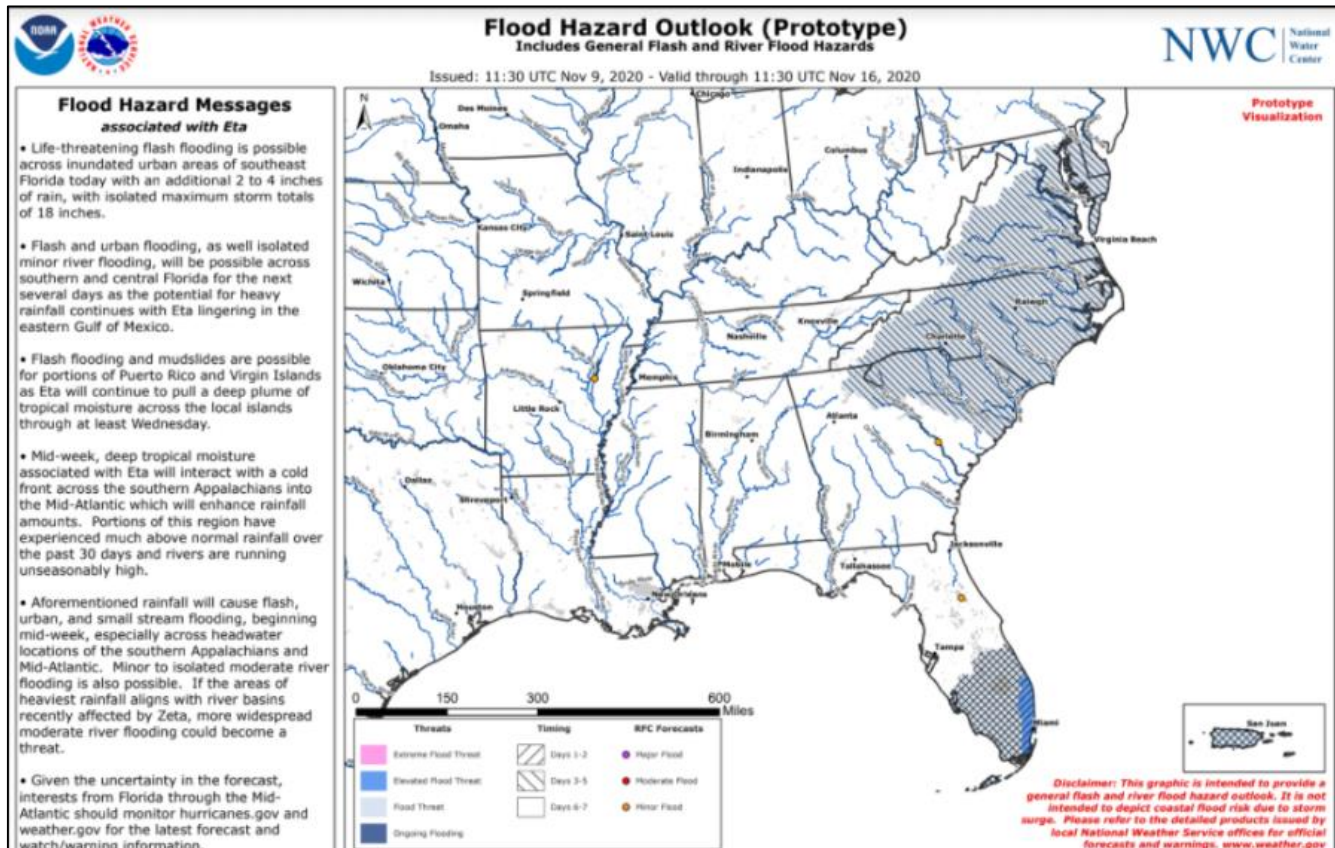 Flood Hazard Outlook (Prototype)
Includes General Flash and River Flood Hazards
Issued: 11:30 UTC Nov 9, 2020 - Valid through 11:30 UTC Nov 16, 2020
NOAA
NWC
National
Water
Center
Flood Hazard Messages
associated with Eta
• Life-threatening flash flooding is possible
across inundated urban areas of southeast
Florida today with an additional 2 to 4 inches
of rain, with isolated maximum storm totals
of 18 inches.
• Flash and urban flooding, as well isolated
minor river flooding, will be possible across
southern and central Florida for the next
several days as the potential for heavy
rainfall continues with Eta lingering in the
eastern Gulf of Mexico.
• Flash flooding and mudslides are possible
for portions of Puerto Rico and Virgin Islands
as Eta will continue to pull a deep plume of
tropical moisture across the local islands
through at least Wednesday.
• Mid-week, deep tropical moisture
associated with Eta will interact with a cold
front across the southern Appalachians into
the Mid-Atlantic which will enhance rainfall
amounts. Portions of this region have
experienced much above normal rainfall over
the past 30 days and rivers are running
unseasonably high.
• Aforementioned rainfall will cause flash,
urban, and small stream flooding, beginning
mid-week, especially across headwater
locations of the southern Appalachians and
Mid-Atlantic. Minor to isolated moderate river
flooding is also possible. If the areas of
heaviest rainfall aligns with river basins
recently affected by Zeta, more widespread
moderate river flooding could become a
threat.
• Given the uncertainty in the forecast,
interests from Florida through the Mid-
Atlantic should monitor hurricanes.gov and
weather.gov for the latest forecast and
watch/warning information.
N
Prototype
Visualization
Chicago
Des Moines
Omaha
Columbus
Indianapolis
Kansas City
Saint Louis
Virginia Beach
Wichita
Springfield
Raleigh
Knoxville
Nashville
Charlotte
Oklahoma City
Memphis
Little Rock
Atlanta
Birmingham
Dallas
Shreveport
Jacksonville
Mobile
Tallahassee
New Orleans
Houston
Tampa
Miami
San Juan
0 150 300 600
Miles
Threats
Extreme Flood Threat
Elevated Flood Threat
Flood Threat
Ongoing Flooding
Timing
Days 1-2
Days 3-5
Days 6-7
RFC Forecasts
Major Flood
Moderate Flood
Minor Flood
Disclaimer: This graphic is intended to provide a
general flash and river flood hazard outlook. It is not
intended to depict coastal flood risk due to storm
surge. Please refer to the detailed products issued by
local National Weather Service offices for official
forecasts and warnings. www.weather.gov